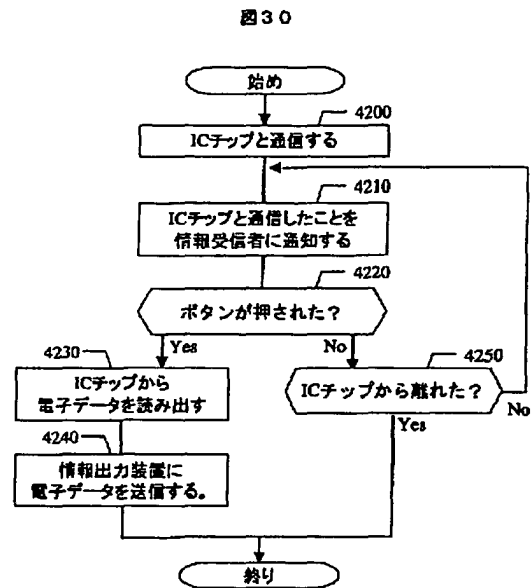 図30
始め
4200
ICチップと通信する
4210
ICチップと通信したことを
情報受信者に通知する
4220
ボタンが押された？
Yes
No
4230
ICチップから
電子データを読み出す
4250
ICチップから離れた？
No
Yes
4240
情報出力装置に
電子データを送信する。
終り